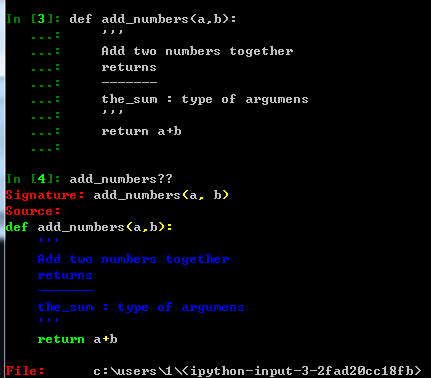 In [3]: def add_numbers(a,b):
   ...:     '''
   ...:     Add two numbers together
   ...:     returns
   ...:     -------
   ...:     the_sum : type of argumens
   ...:     '''
   ...:     return a+b
   ...:
In [4]: add_numbers??
Signature: add_numbers(a, b)
Source:
def add_numbers(a,b):
    '''
    Add two numbers together
    returns
    -------
    the_sum : type of argumens
    '''
    return a+b
File:      c:\users\1\<ipython-input-3-2fad20cc18fb>